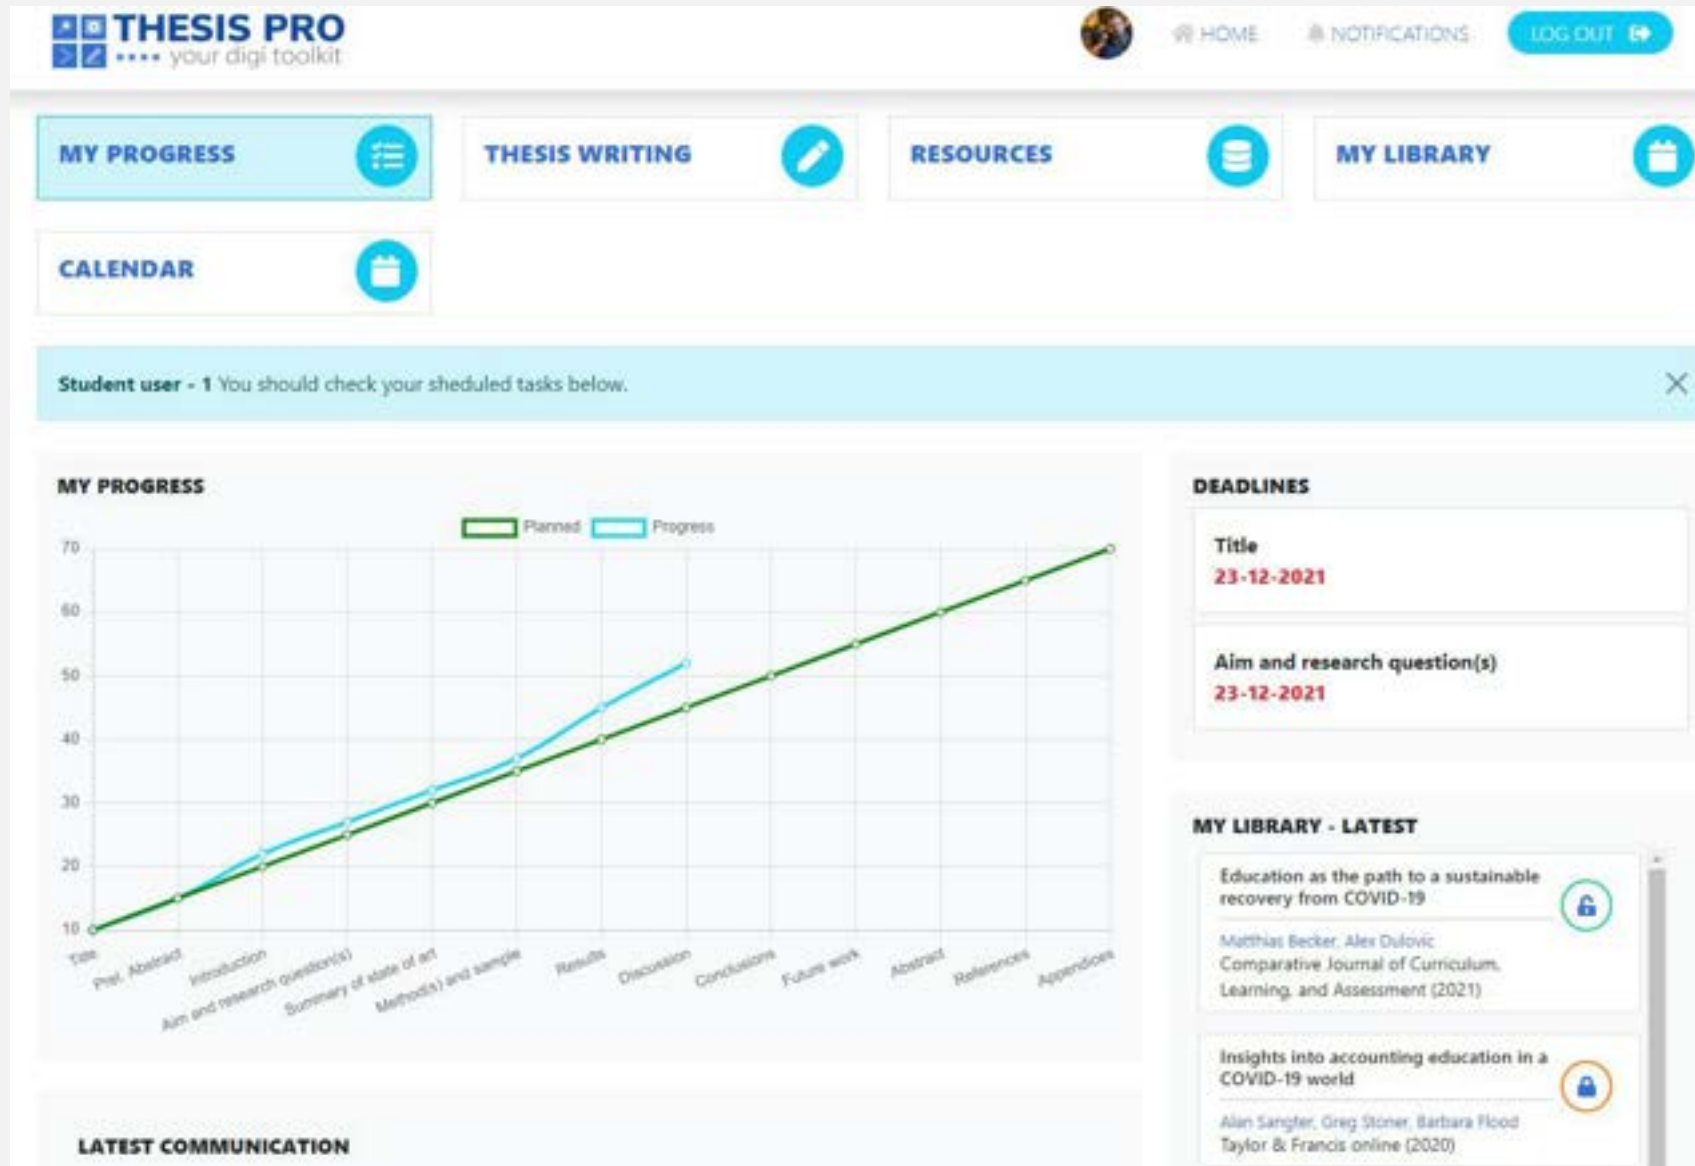 THESIS PRO
your digi toolkit
HOME
NOTIFICATIONS
LOG OUT
MY PROGRESS
THESIS WRITING
RESOURCES
MY LIBRARY
CALENDAR
Student user - 1 You should check your sheduled tasks below.
MY PROGRESS
Planned
Progress
70
60
50
40
30
20
10
Title
Prel. Abstract
Introduction
Aim and research question(s)
Summary of state of art
Method(s) and sample
Results
Discussion
Conclusions
Future work
Abstract
References
Appendices
LATEST COMMUNICATION
DEADLINES
Title
23-12-2021
Aim and research question(s)
23-12-2021
MY LIBRARY - LATEST
Education as the path to a sustainable
recovery from COVID-19
Matthias Becker, Alex Dulovic
Comparative Journal of Curriculum,
Learning, and Assessment (2021)
Insights into accounting education in a
COVID-19 world
Alan Sangter, Greg Stoner, Barbara Flood
Taylor & Francis online (2020)